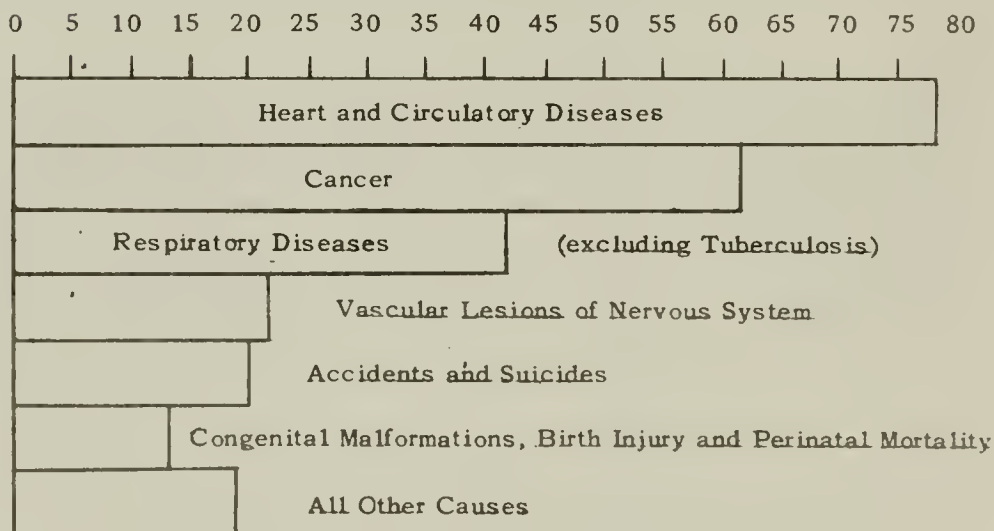 0 5 10 15 20 25 30 35 40 45 50 55 60 65 70 75 80
Heart and Circulatory Diseases
Cancer
Respiratory Diseases (excluding Tuberculosis)
Vascular Lesions of Nervous System
Accidents and Suicides
Congenital Malformations, Birth Injury and Perinatal Mortality
All Other Causes